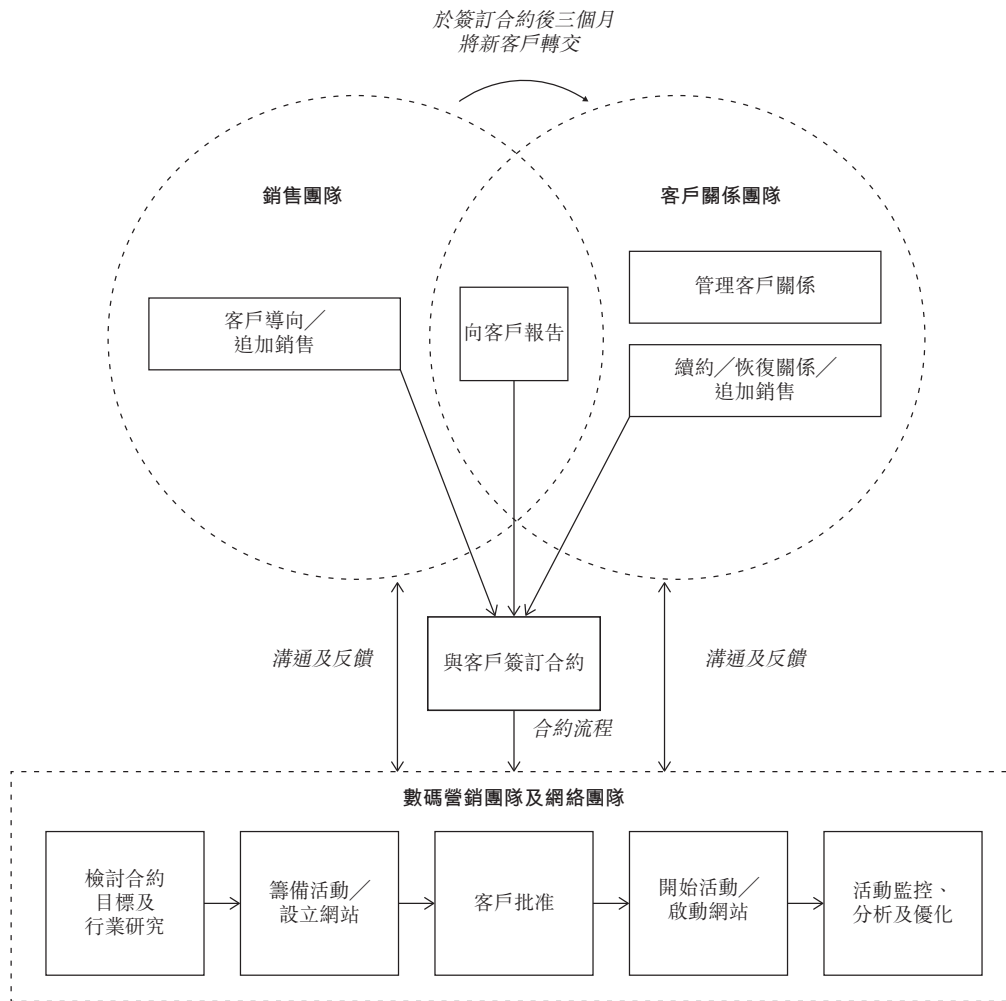 於簽訂合約後三個月
將新客戶轉交
銷售團隊
客戶關係團隊
管理客戶關係
客戶導向╱
追加銷售
向客戶報告
續約╱恢復關係╱
追加銷售
溝通及反饋
與客戶簽訂合約
溝通及反饋
合約流程
數碼營銷團隊及網絡團隊
檢討合約
目標及
行業研究
籌備活動╱
設立網站
客戶批准
開始活動╱
啟動網站
活動監控、
分析及優化